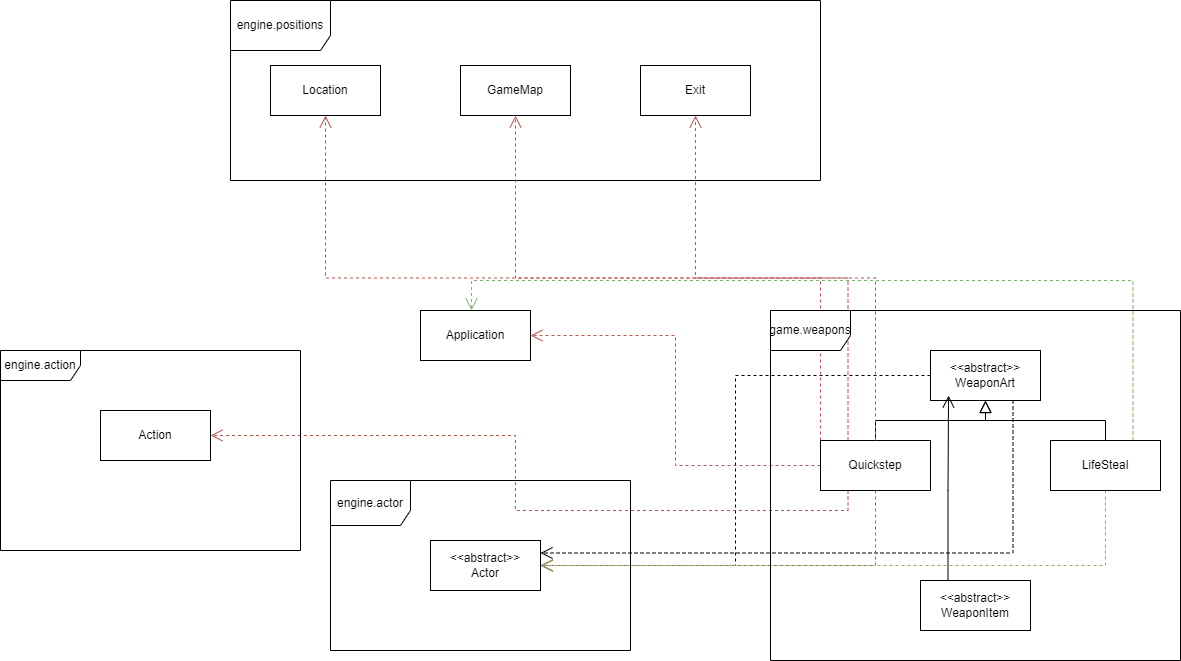 engine.positions
Location
GameMap
Exit
Application
game.weapons
engine.action
<<abstract>>
WeaponArt
Action
Quickstep
LifeSteal
engine.actor
<<abstract>>
Actor
<<abstract>>
WeaponItem